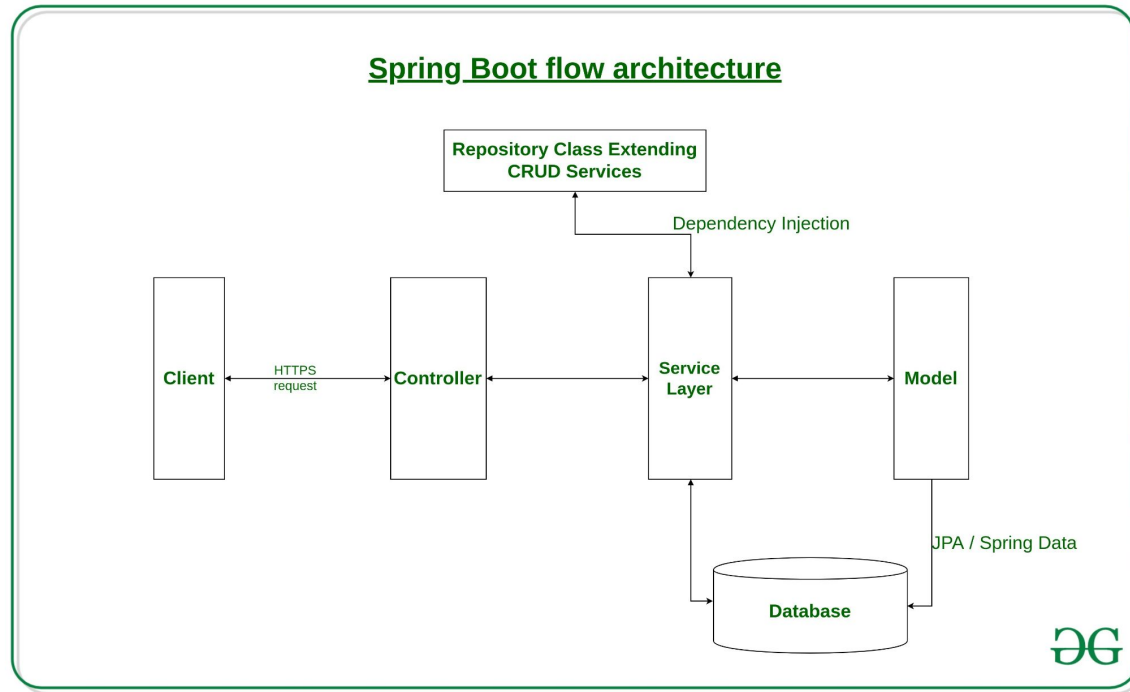 Spring Boot flow architecture
Repository Class Extending
CRUD Services
Dependency Injection
Client
HTTPS
request
Controller
Service
Layer
Model
JPA / Spring Data
Database